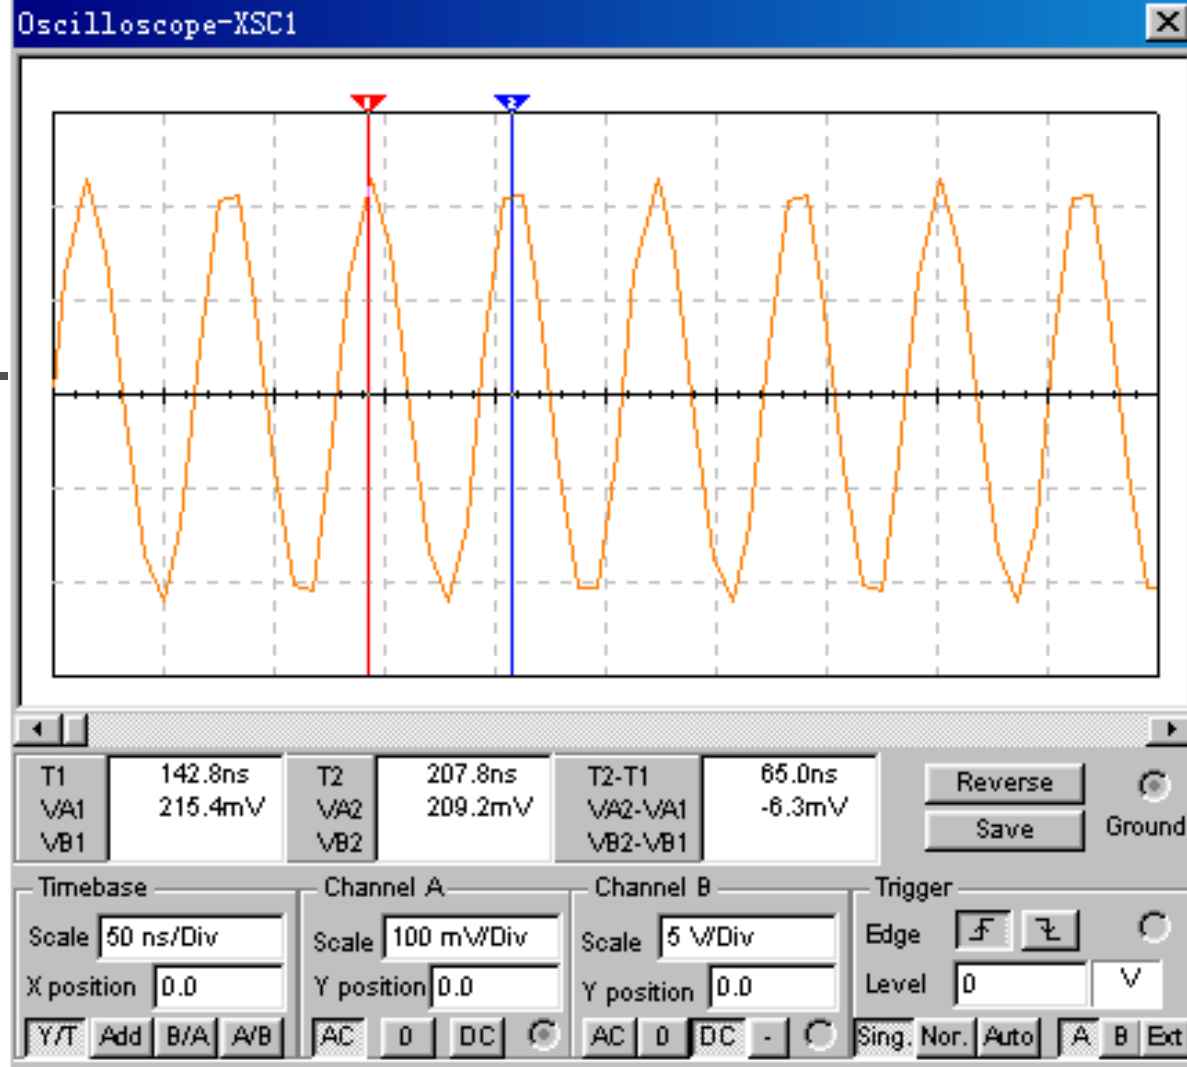 Oscilloscope-XSC1
1 2
T1 142.8ns T2 207.8ns T2-T1 65.0ns Reverse
VA1 215.4mV VA2 209.2mV VA2-VA1 -6.3mV
VB1 VB2 VB2-VB1 Save Ground
Timebase Channel A Channel B Trigger
Scale 50 ns/Div Scale 100 mV/Div Scale 5 V/Div Edge
X position 0.0 Y position 0.0 Y position 0.0 Level 0 V
Y/T Add B/A A/B AC 0 DC AC 0 DC - Sing. Nor. Auto A B Ext